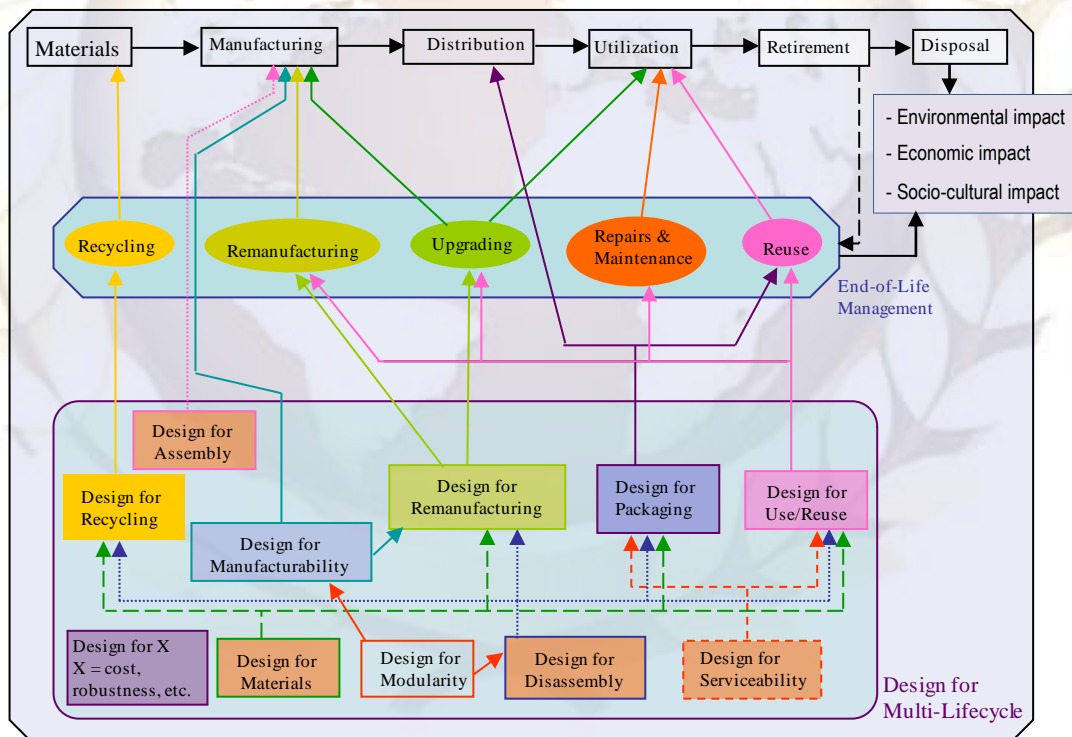 Materials
Manufacturing
Distribution
Utilization
Retirement
Disposal
- Environmental impact
- Economic impact
- Socio-cultural impact
Recycling
Remanufacturing
Upgrading
Repairs &
Maintenance
Reuse
End-of-Life
Management
Design for
Assembly
Design for
Recycling
Design for
Remanufacturing
Design for
Packaging
Design for
Use/Reuse
Design for
Manufacturability
Design for X
X = cost,
robustness, etc.
Design for
Materials
Design for
Modularity
Design for
Disassembly
Design for
Serviceability
Design for
Multi-Lifecycle